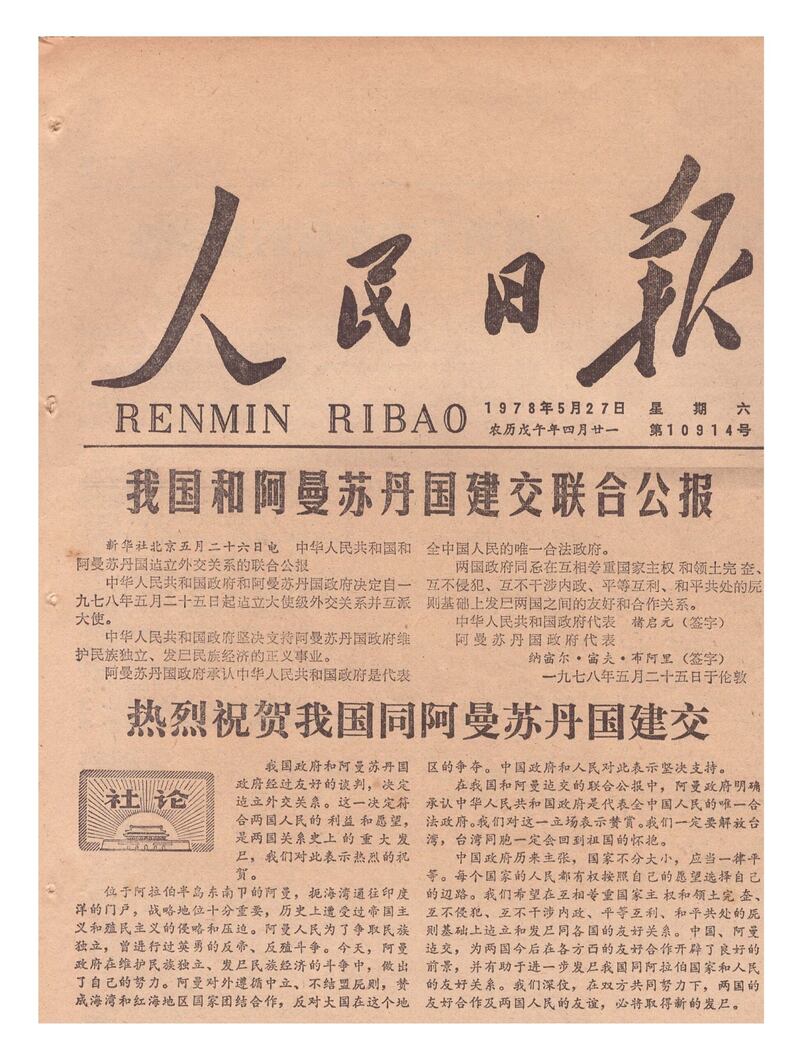 人民日报
RENMIN RIBAO
1978年5月27日 星期六
农历戊午年四月廿一 第10914号
我国和阿曼苏丹国建交联合公报
新华社北京五月二十六日电 中华人民共和国和
阿曼苏丹国迠立外交关系的联合公报
中华人民共和国政府和阿曼苏丹国政府决定自一
九七八年五月二十五日起迠立大使级外交关系并互派
大使。
中华人民共和国政府坚决支持阿曼苏丹国政府维
护民族独立、发展民族经济的正义事业。
阿曼苏丹国政府承认中华人民共和国政府是代表
全中国人民的唯一合法政府。
两国政府同忈在互相尊重国家主权和领土完整、
互不侵犯、互不干涉内政、平等互利、和平共处的原
则基础上发展两国之间的友好和合作关系。
中华人民共和国政府代表 柴启元（签字）
阿曼苏丹国政府代表
纳宙尔·宙夫·布阿里（签字）
一九七八年五月二十五日于伦敦
热烈祝贺我国同阿曼苏丹国建交
社论
我国政府和阿曼苏丹国
政府经过友好的谈判，决定
迠立外交关系。这一决定符
合两国人民的利益和愿望，
是两国关系史上的重大发
展，我们对此表示热烈的祝
贺。
位于阿拉伯半岛东南卩的阿曼，扼海湾通往印度
洋的门户，战略地位十分重要，历史上遭受过帝国主
义和殖民主义的侵略和压迫。阿曼人民为了争取民族
独立，曾进行过英勇的反帝、反殖斗争。今天，阿曼
政府在维护民族独立、发展民族经济的斗争中，做出
了自己的努力。阿曼对外遵循中立、不结盟原则，赞
成海湾和红海地区国家团结合作，反对大国在这个地
区的争夺。中国政府和人民对此表示坚决支持。
在我国和阿曼迠交的联合公报中，阿曼政府明确
承认中华人民共和国政府是代表全中国人民的唯一合
法政府。我们对这一立场表示赞赏。我们一定要解放台
湾，台湾同胞一定会回到祖国的怀抱。
中国政府历来主张，国家不分大小，应当一律平
等。每个国家的人民都有权按照自己的愿望选择自己
的道路。我们希望在互相尊重国家主权和领土完整、
互不侵犯、互不干涉内政、平等互利、和平共处的原
则基础上迠立和发展同各国的友好关系。中国、阿曼
迠交，为两国今后在各方面的友好合作开辟了良好的
前景，并有助于进一步发展我国同阿拉伯国家和人民
的友好关系。我们深伩，在双方共同努力下，两国的
友好合作及两国人民的友谊，必将取得新的发展。